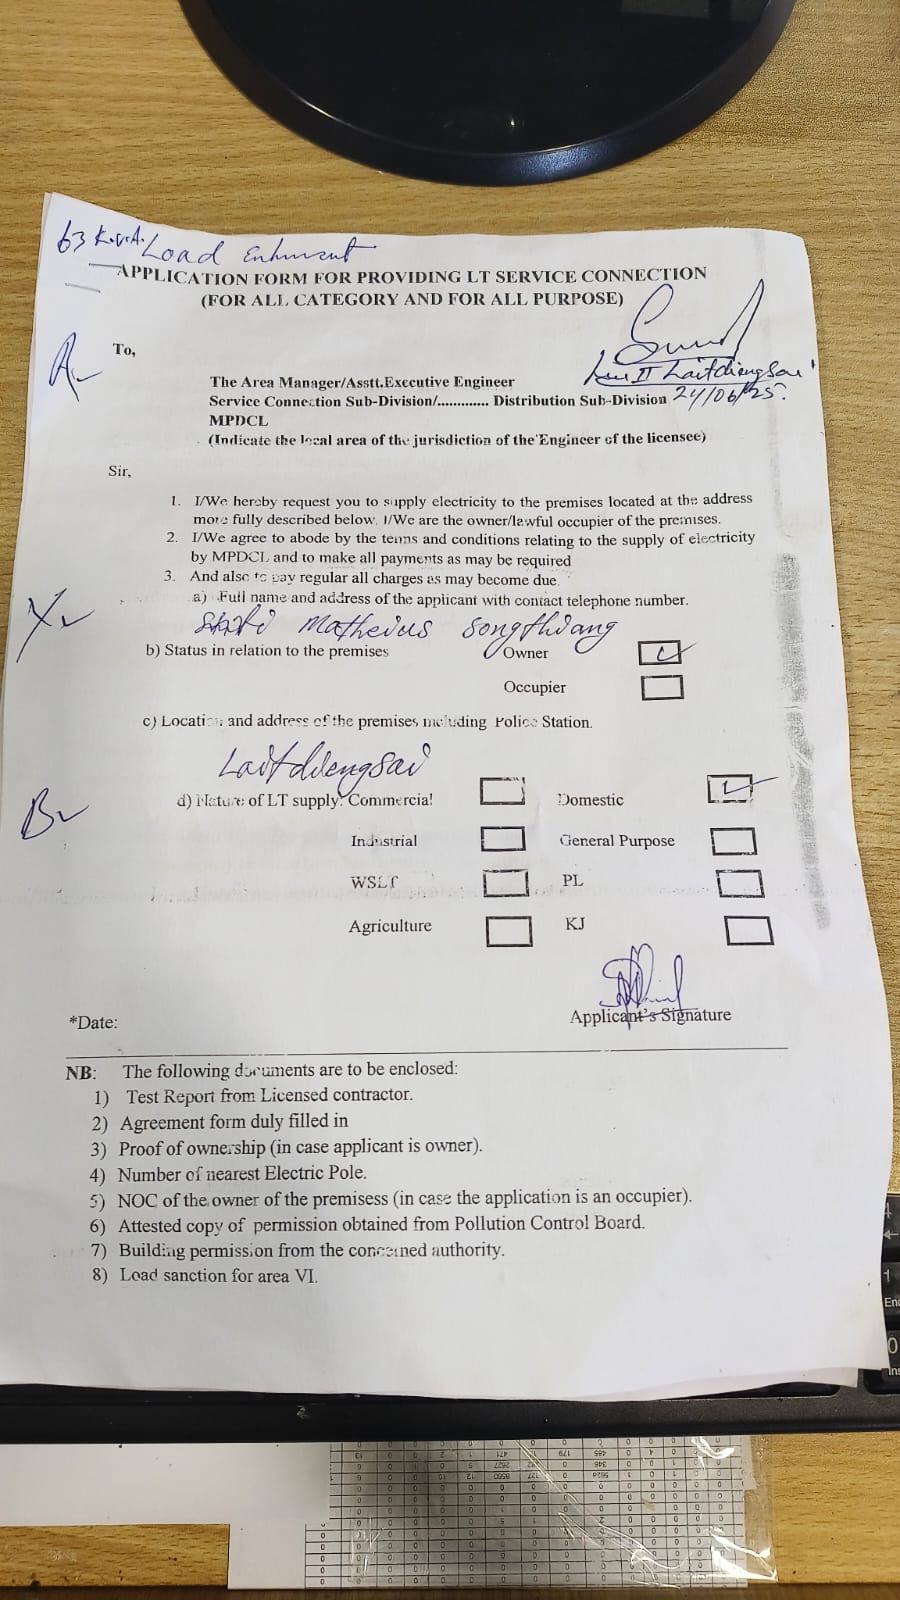 63 K.V.A. Load Enhment
APPLICATION FORM FOR PROVIDING LT SERVICE CONNECTION
(FOR ALL CATEGORY AND FOR ALL PURPOSE)
To,
The Area Manager/Asstt.Executive Engineer
Laitdiengsai
Service Connection Sub-Division/............. Distribution Sub-Division
24/06/25.
MPDCL
(Indicate the local area of the jurisdiction of the Engineer of the licensee)
Sir,
1. I/We hereby request you to supply electricity to the premises located at the address
more fully described below. I/We are the owner/lawful occupier of the premises.
2. I/We agree to abode by the tenns and conditions relating to the supply of electricity
by MPDCL and to make all payments as may be required
3. And also to pay regular all charges as may become due.
a) Full name and address of the applicant with contact telephone number.
Matheius Songthiang
b) Status in relation to the premises Owner
Occupier
c) Location and address of the premises including Police Station.
Laitdiengsai
d) Nature of LT supply: Commercial Domestic
Industrial General Purpose
WSLT PL
Agriculture KJ
*Date: Applicant's Signature
NB: The following documents are to be enclosed:
1) Test Report from Licensed contractor.
2) Agreement form duly filled in
3) Proof of ownership (in case applicant is owner).
4) Number of nearest Electric Pole.
5) NOC of the owner of the premisess (in case the application is an occupier).
6) Attested copy of permission obtained from Pollution Control Board.
7) Building permission from the concerned authority.
8) Load sanction for area VI.